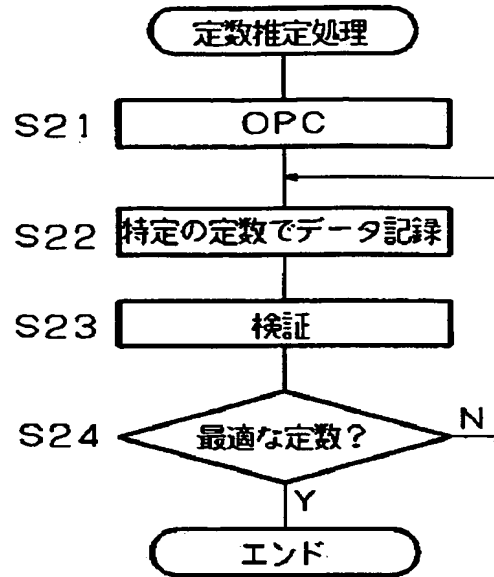 定数推定処理
S21
OPC
S22
特定の定数でデータ記録
S23
検証
S24
最適な定数?
N
Y
エンド